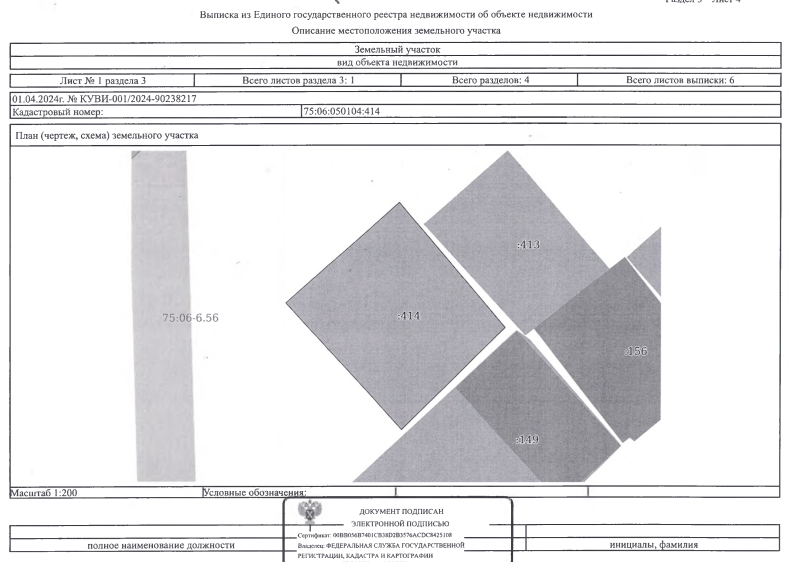 Раздел 3 Лист 4
Выписка из Единого государственного реестра недвижимости об объекте недвижимости
Описание местоположения земельного участка
Земельный участок
вид объекта недвижимости
Лист № 1 раздела 3 Всего листов раздела 3: 1 Всего разделов: 4 Всего листов выписки: 6
01.04.2024г. № КУВИ-001/2024-90238217
Кадастровый номер: 75:06:050104:414
План (чертеж, схема) земельного участка
:413
75:06-6.56
:414
:156
:149
Масштаб 1:200 Условные обозначения:
ДОКУМЕНТ ПОДПИСАН
ЭЛЕКТРОННОЙ ПОДПИСЬЮ
Сертификат:
Владелец: ФЕДЕРАЛЬНАЯ СЛУЖБА ГОСУДАРСТВЕННОЙ
РЕГИСТРАЦИИ, КАДАСТРА И КАРТОГРАФИИ
полное наименование должности инициалы, фамилия